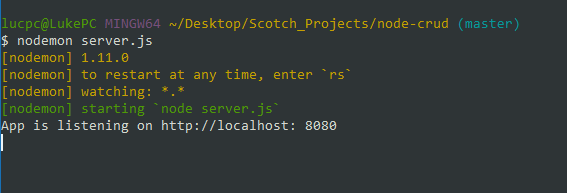 lucpc@LukePC MINGW64 ~/Desktop/Scotch_Projects/node-crud (master)
$ nodemon server.js
[nodemon] 1.11.0
[nodemon] to restart at any time, enter `rs`
[nodemon] watching: *.*
[nodemon] starting `node server.js`
App is listening on http://localhost: 8080